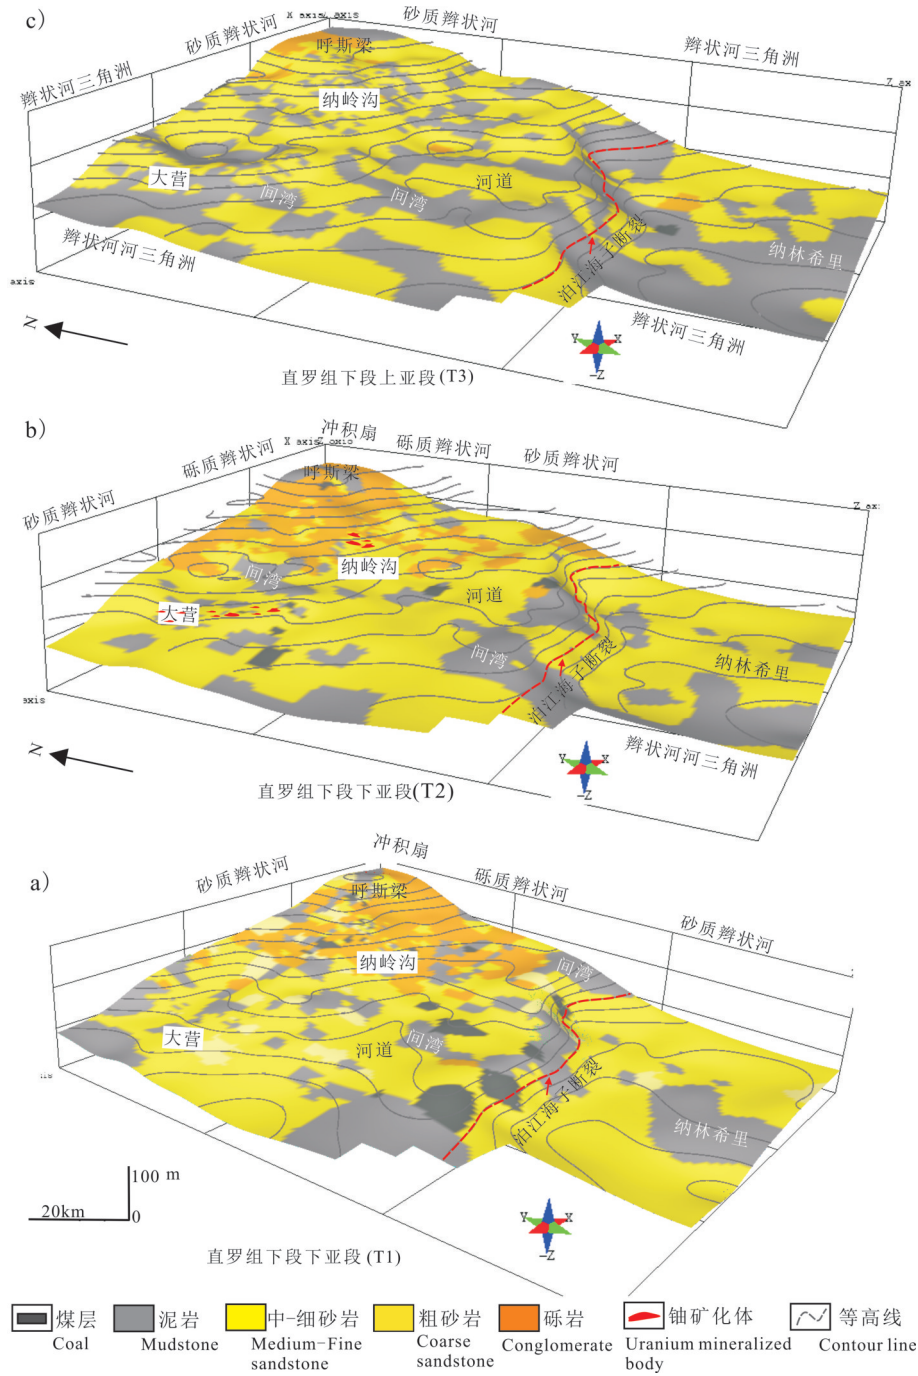 c)
X axis
Z axis
砂质辫状河
砂质辫状河
辫状河三角洲
辫状河三角洲
Z ax
呼斯梁
纳岭沟
大营
间湾
间湾
河道
泊江海子断裂
纳林希里
辫状河河三角洲
axis
辫状河三角洲
N
Y
X
-Z
直罗组下段上亚段(T3)
b)
冲积扇
X axis
Z axis
砾质辫状河
砂质辫状河
砾质辫状河
砂质辫状河
Z ax
呼斯梁
纳岭沟
间湾
大营
河道
间湾
泊江海子断裂
纳林希里
axis
辫状河河三角洲
N
Y
X
-Z
直罗组下段下亚段(T2)
a)
冲积扇
砂质辫状河
砾质辫状河
砂质辫状河
呼斯梁
纳岭沟
间湾
大营
河道
间湾
泊江海子断裂
纳林希里
100 m
20km
0
Y
X
-Z
直罗组下段下亚段(T1)
煤层
Coal
泥岩
Mudstone
中-细砂岩
Medium-Fine
sandstone
粗砂岩
Coarse
sandstone
砾岩
Conglomerate
铀矿化体
Uranium mineralized
body
等高线
Contour line